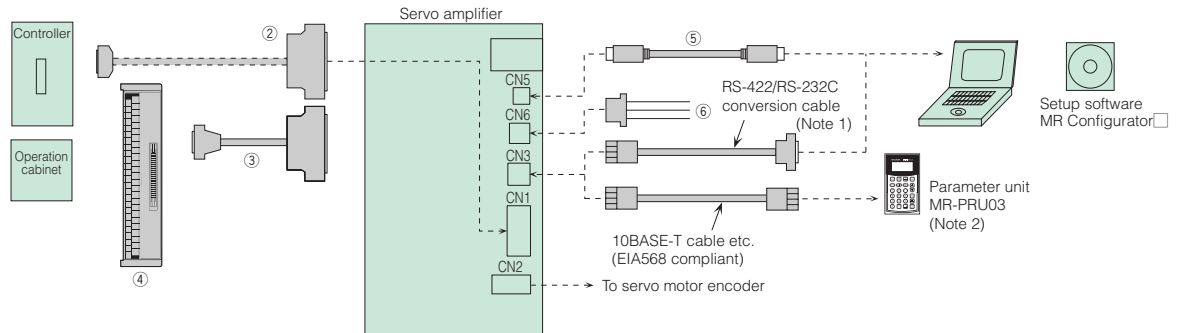 Servo amplifier
Controller
②
⑤
CN5
RS-422/RS-232C
conversion cable
(Note 1)
Setup software
MR Configurator□
CN6
⑥
Operation
cabinet
③
CN3
Parameter unit
MR-PRU03
(Note 2)
CN1
10BASE-T cable etc.
(EIA568 compliant)
④
CN2
To servo motor encoder